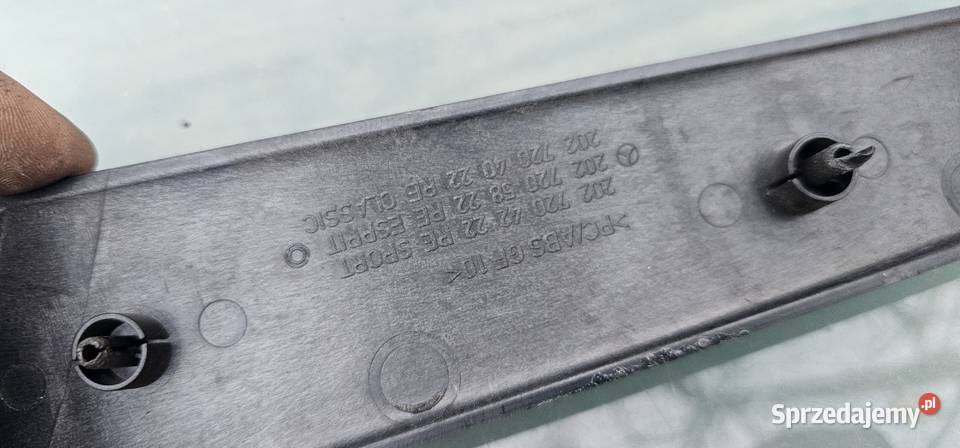 >PC/ABS GF 10<
202 720 42 22 RE SPORT
202 720 58 22 RE ESPRIT
202 720 40 22 RE CLASSIC
Sprzedajemy.pl